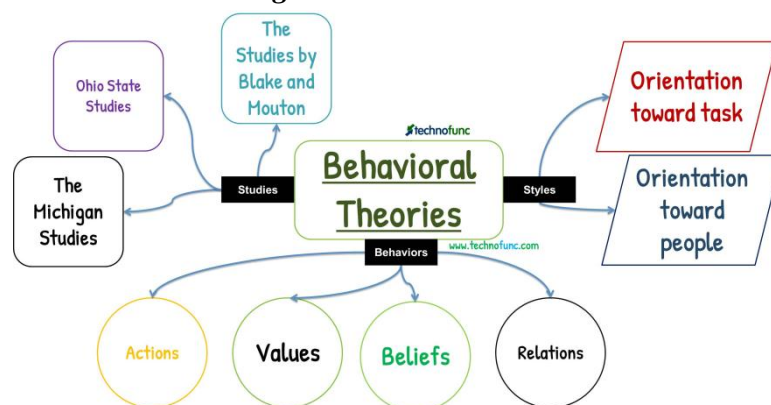 g
The
Studies by
Blake and
Mouton
Ohio State
Studies
The
Michigan
Studies
Studies
technofunc
Behavioral
Theories
www.technofunc.com
Styles
Orientation
toward task
Orientation
toward
people
Behaviors
Actions
Values
Beliefs
Relations